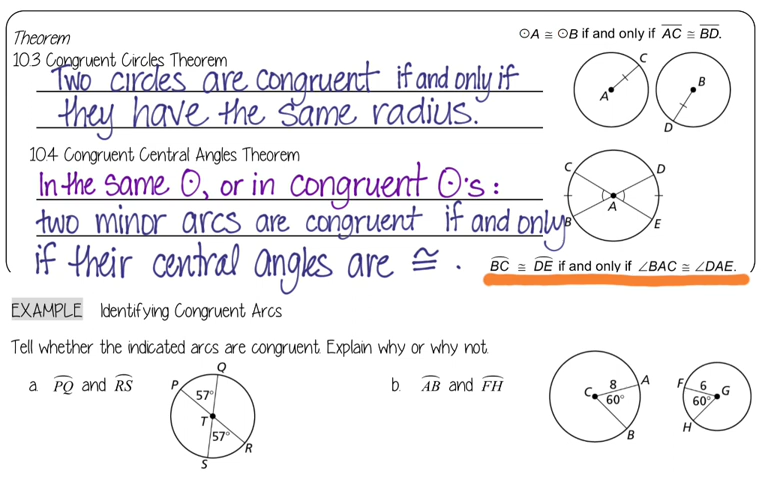 Theorem
⊙A ≅ ⊙B if and only if AC ≅ BD.
10.3 Congruent Circles Theorem
Two circles are congruent if and only if
they have the same radius.
C
A
B
D
10.4 Congruent Central Angles Theorem
In the same ⊙, or in congruent ⊙'s:
two minor arcs are congruent if and only
if their central angles are ≅.
C
D
A
B
E
BC ≅ DE if and only if ∠BAC ≅ ∠DAE.
EXAMPLE Identifying Congruent Arcs
Tell whether the indicated arcs are congruent. Explain why or why not.
a. PQ and RS
Q
P
57°
T
57°
R
S
b. AB and FH
8
A
C
60°
B
F
6
G
60°
H